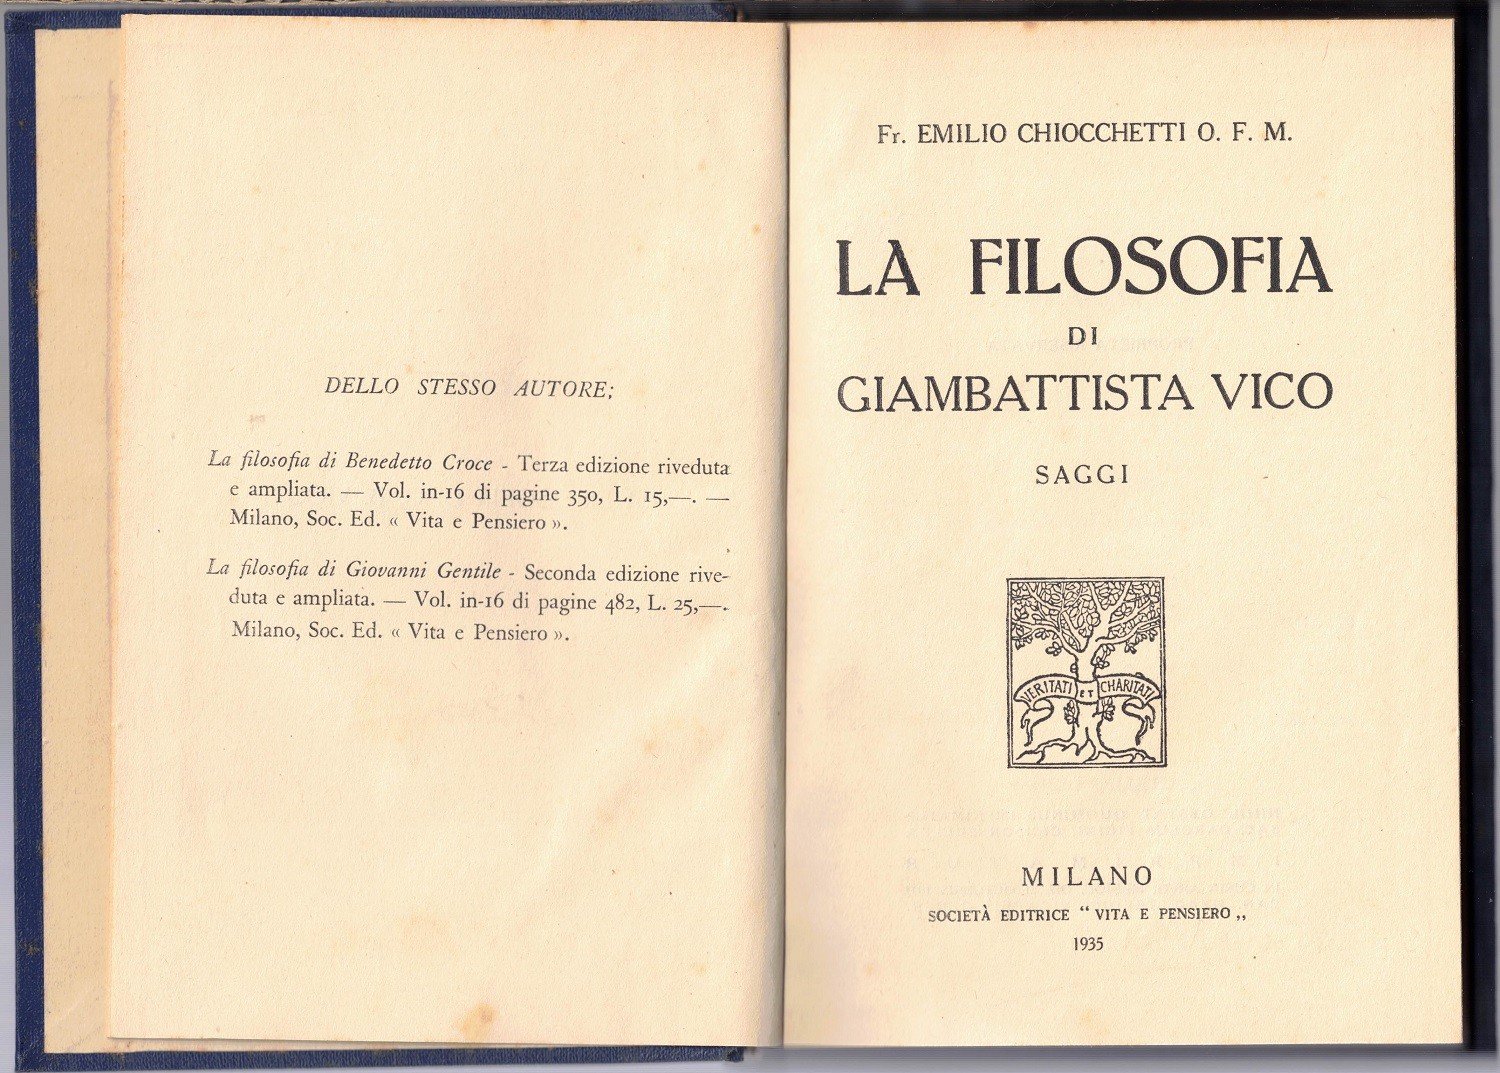 DELLO STESSO AUTORE:
La filosofia di Benedetto Croce - Terza edizione riveduta
e ampliata. — Vol. in-16 di pagine 350, L. 15,—. —
Milano, Soc. Ed. « Vita e Pensiero ».
La filosofia di Giovanni Gentile - Seconda edizione rive-
duta e ampliata. — Vol. in-16 di pagine 482, L. 25,—.
Milano, Soc. Ed. « Vita e Pensiero ».
Fr. EMILIO CHIOCCHETTI O. F. M.
LA FILOSOFIA
DI
GIAMBATTISTA VICO
SAGGI
VERITATI ET CHARITATI
MILANO
SOCIETÀ EDITRICE “ VITA E PENSIERO „
1935